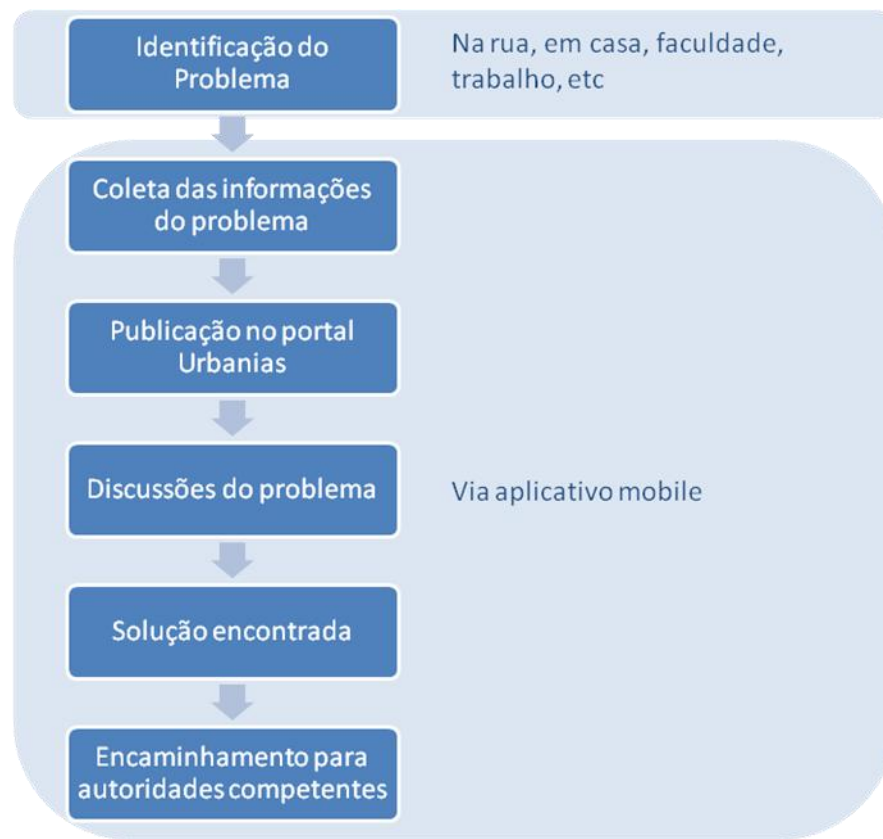 Identificação do
Problema
Na rua, em casa, faculdade,
trabalho, etc
Coleta das informações
do problema
Publicação no portal
Urbanias
Discussões do problema
Via aplicativo mobile
Solução encontrada
Encaminhamento para
autoridades competentes